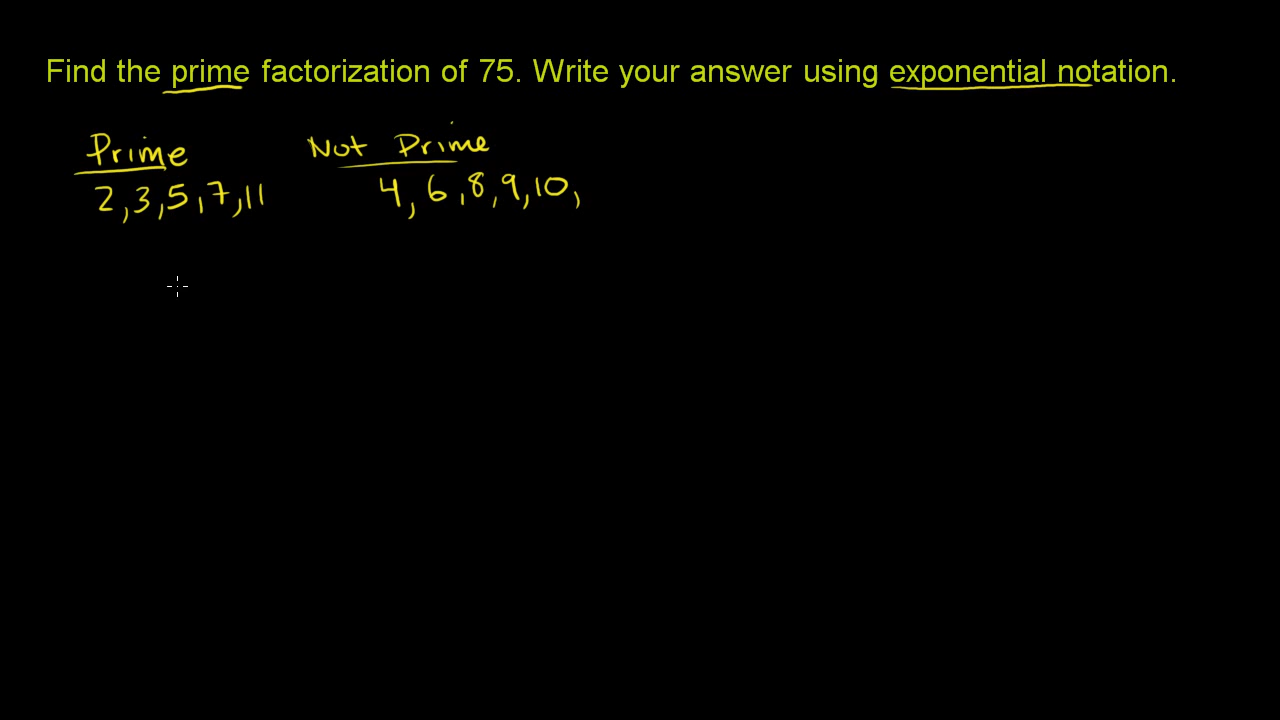 Find the prime factorization of 75. Write your answer using exponential notation.
Prime Not Prime
2, 3, 5, 7, 11 4, 6, 8, 9, 10,